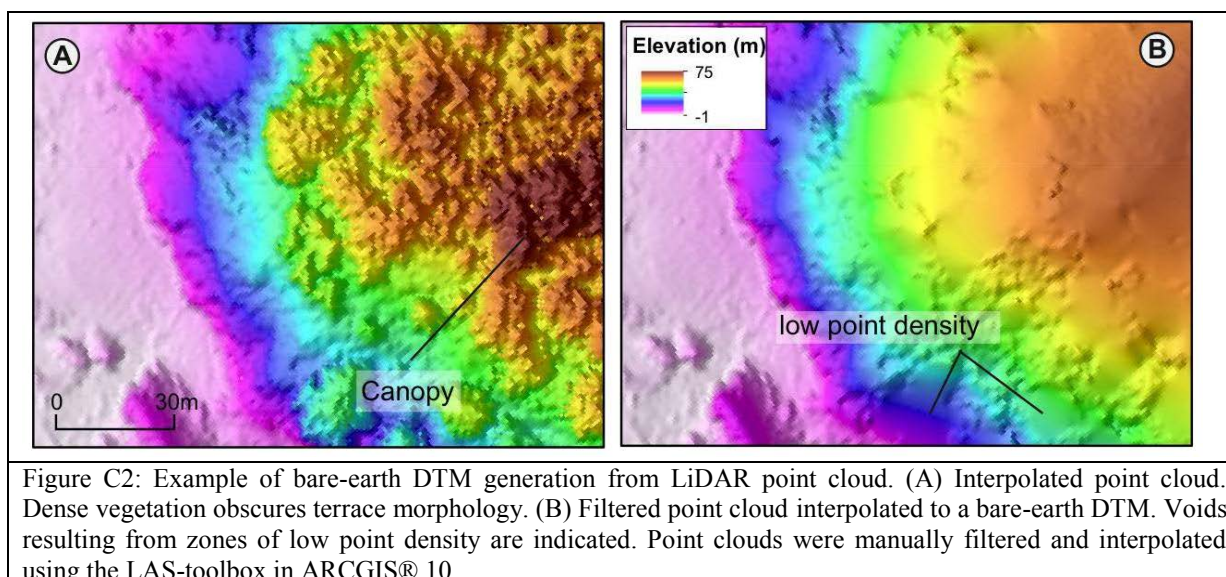 A
Canopy
0 30m
Elevation (m)
75
-1
B
low point density
Figure C2: Example of bare-earth DTM generation from LiDAR point cloud. (A) Interpolated point cloud.
Dense vegetation obscures terrace morphology. (B) Filtered point cloud interpolated to a bare-earth DTM. Voids
resulting from zones of low point density are indicated. Point clouds were manually filtered and interpolated
using the LAS-toolbox in ARCGIS® 10